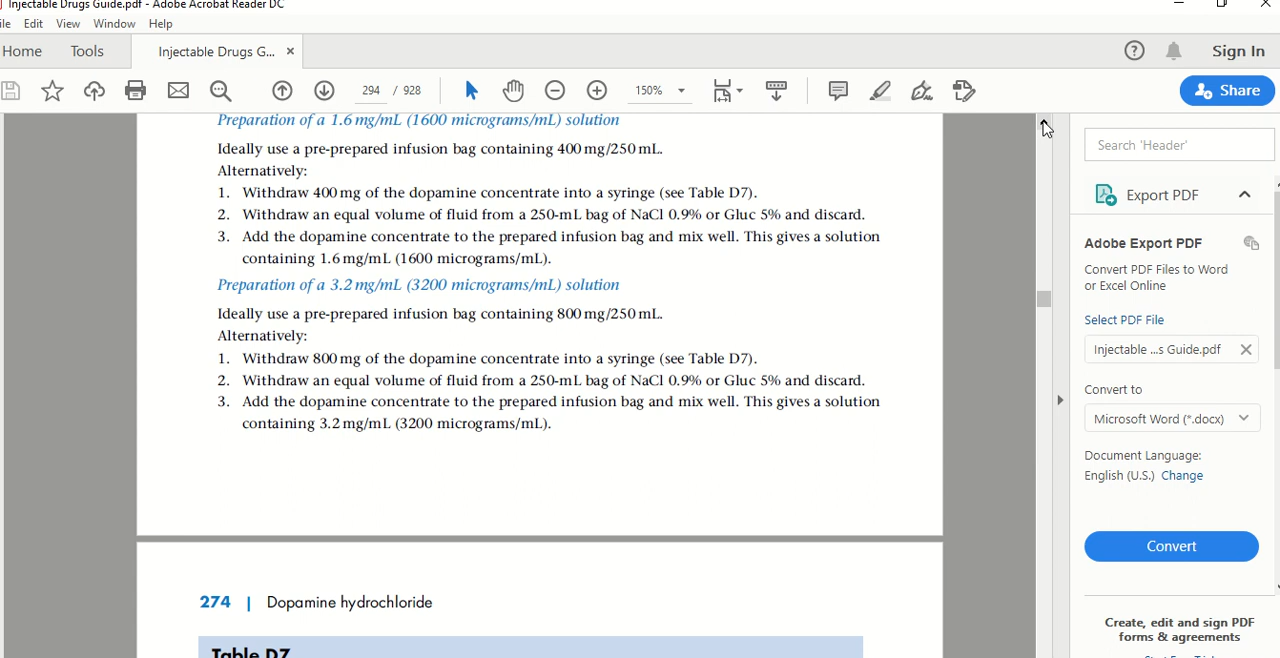 Injectable Drugs Guide.pdf - Adobe Acrobat Reader DC
ile Edit View Window Help
Home Tools Injectable Drugs G... × ? Sign In
294 / 928 150% Share
Preparation of a 1.6 mg/mL (1600 micrograms/mL) solution
Ideally use a pre-prepared infusion bag containing 400 mg/250 mL.
Alternatively:
1. Withdraw 400 mg of the dopamine concentrate into a syringe (see Table D7).
2. Withdraw an equal volume of fluid from a 250-mL bag of NaCl 0.9% or Gluc 5% and discard.
3. Add the dopamine concentrate to the prepared infusion bag and mix well. This gives a solution
containing 1.6 mg/mL (1600 micrograms/mL).
Preparation of a 3.2 mg/mL (3200 micrograms/mL) solution
Ideally use a pre-prepared infusion bag containing 800 mg/250 mL.
Alternatively:
1. Withdraw 800 mg of the dopamine concentrate into a syringe (see Table D7).
2. Withdraw an equal volume of fluid from a 250-mL bag of NaCl 0.9% or Gluc 5% and discard.
3. Add the dopamine concentrate to the prepared infusion bag and mix well. This gives a solution
containing 3.2 mg/mL (3200 micrograms/mL).
274 | Dopamine hydrochloride
Table D7
Search 'Header'
Export PDF
Adobe Export PDF
Convert PDF Files to Word
or Excel Online
Select PDF File
Injectable ...s Guide.pdf
Convert to
Microsoft Word (*.docx)
Document Language:
English (U.S.) Change
Convert
Create, edit and sign PDF
forms & agreements